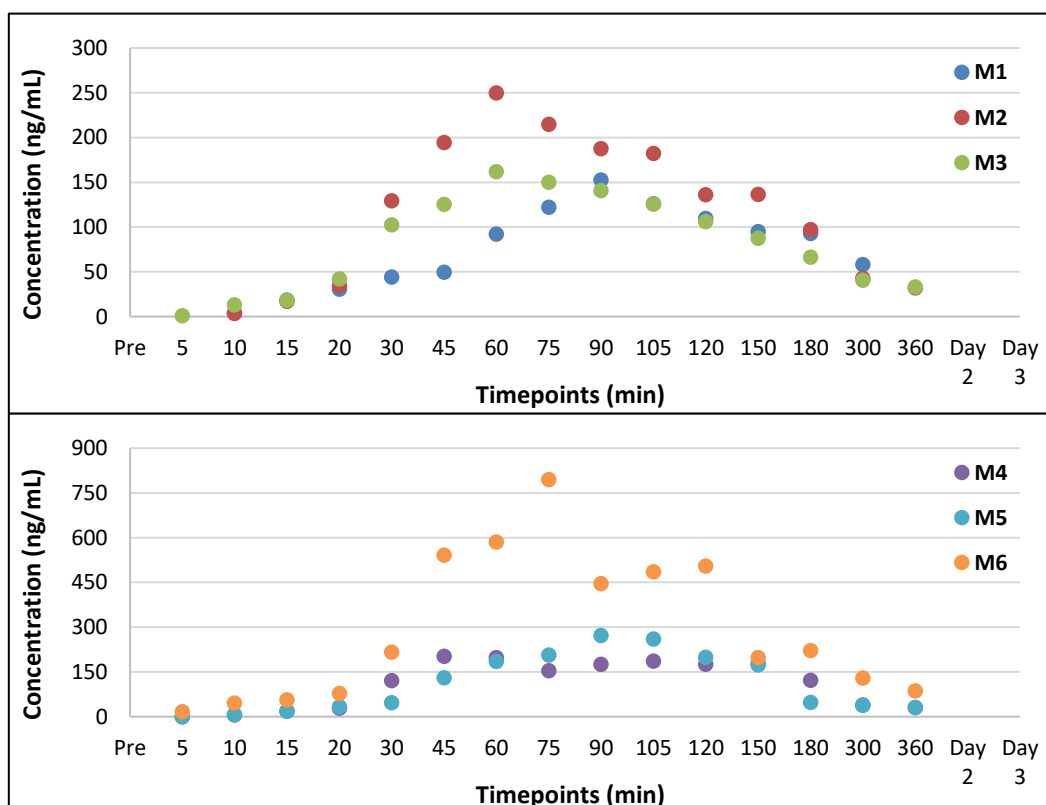 300
250
200
150
100
50
0
Concentration (ng/mL)
M1
M2
M3
Pre 5 10 15 20 30 45 60 75 90 105 120 150 180 300 360 Day Day
2 3
Timepoints (min)
900
750
600
450
300
150
0
Concentration (ng/mL)
M4
M5
M6
Pre 5 10 15 20 30 45 60 75 90 105 120 150 180 300 360 Day Day
2 3
Timepoints (min)